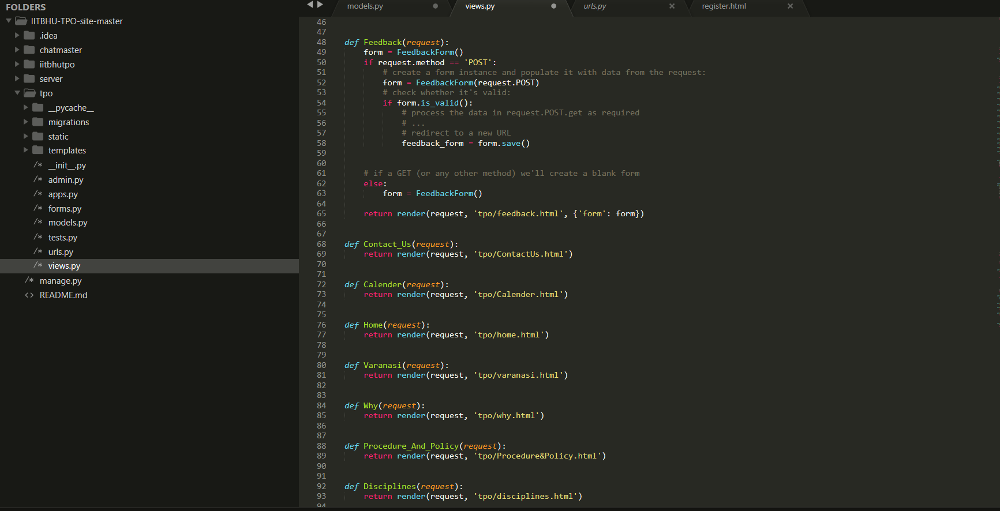 FOLDERS
IITBHU-TPO-site-master
.idea
chatmaster
iitbhutpo
server
tpo
__pycache__
migrations
static
templates
/* __init__.py
/* admin.py
/* apps.py
/* forms.py
/* models.py
/* tests.py
/* urls.py
/* views.py
/* manage.py
<> README.md
models.py
views.py
urls.py
register.html
46
47
48 def Feedback(request):
49 form = FeedbackForm()
50 if request.method == 'POST':
51 # create a form instance and populate it with data from the request:
52 form = FeedbackForm(request.POST)
53 # check whether it's valid:
54 if form.is_valid():
55 # process the data in request.POST.get as required
56 # ...
57 # redirect to a new URL
58 feedback_form = form.save()
59
60
61 # if a GET (or any other method) we'll create a blank form
62 else:
63 form = FeedbackForm()
64
65 return render(request, 'tpo/feedback.html', {'form': form})
66
67
68 def Contact_Us(request):
69 return render(request, 'tpo/ContactUs.html')
70
71
72 def Calender(request):
73 return render(request, 'tpo/Calender.html')
74
75
76 def Home(request):
77 return render(request, 'tpo/home.html')
78
79
80 def Varanasi(request):
81 return render(request, 'tpo/varanasi.html')
82
83
84 def Why(request):
85 return render(request, 'tpo/why.html')
86
87
88 def Procedure_And_Policy(request):
89 return render(request, 'tpo/Procedure&Policy.html')
90
91
92 def Disciplines(request):
93 return render(request, 'tpo/disciplines.html')
94